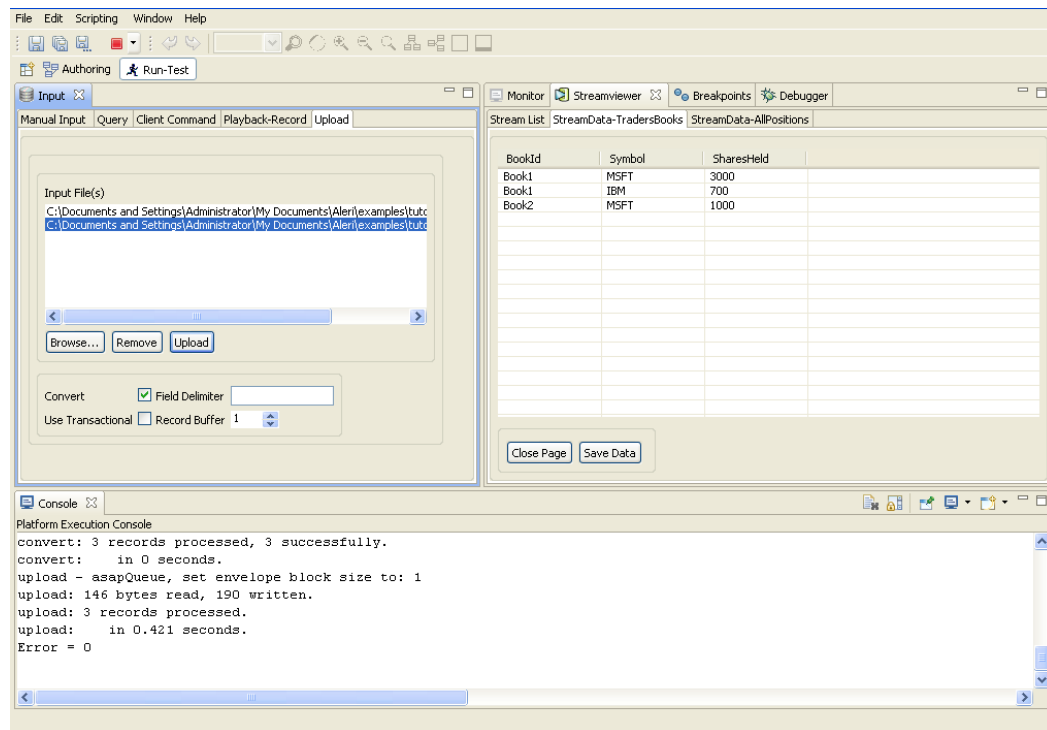 File Edit Scripting Window Help
Authoring Run-Test
Input
Manual Input Query Client Command Playback-Record Upload
Input File(s)
C:\Documents and Settings\Administrator\My Documents\Aleri\examples\tutc
C:\Documents and Settings\Administrator\My Documents\Aleri\examples\tutc
Browse... Remove Upload
Convert Field Delimiter
Use Transactional Record Buffer 1
Monitor Streamviewer Breakpoints Debugger
Stream List StreamData-TradersBooks StreamData-AllPositions
BookId Symbol SharesHeld
Book1 MSFT 3000
Book1 IBM 700
Book2 MSFT 1000
Close Page Save Data
Console
Platform Execution Console
convert: 3 records processed, 3 successfully.
convert: in 0 seconds.
upload - asapQueue, set envelope block size to: 1
upload: 146 bytes read, 190 written.
upload: 3 records processed.
upload: in 0.421 seconds.
Error = 0